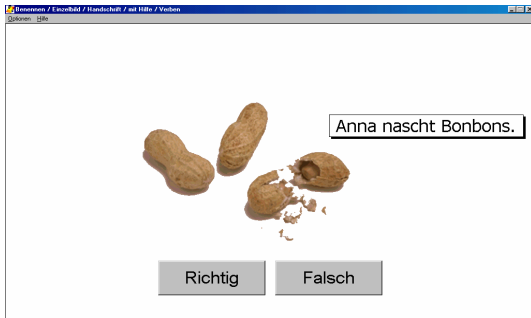 Benennen / Einzelbild / Handschrift / mit Hilfe / Verben
Optionen Hilfe
Anna nascht Bonbons.
Richtig Falsch